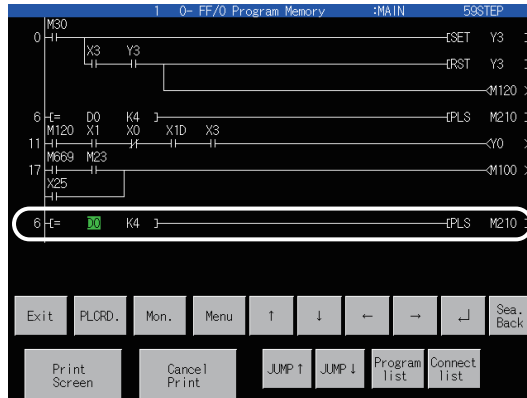 1 0- FF/0 Program Memory :MAIN 59STEP
M30
0 [SET Y3 ]
X3 Y3
[RST Y3 ]
<M120 >
6 [= D0 K4 ] [PLS M210 ]
M120 X1 X0 X1D X3
11 <Y0 >
M669 M23
17 <M100 >
X25
6 [= D0 K4 ] [PLS M210 ]
Exit PLCRD. Mon. Menu ↑ ↓ ← → ↵ Sea.
Back
Print Cancel JUMP↑ JUMP↓ Program Connect
Screen Print list list